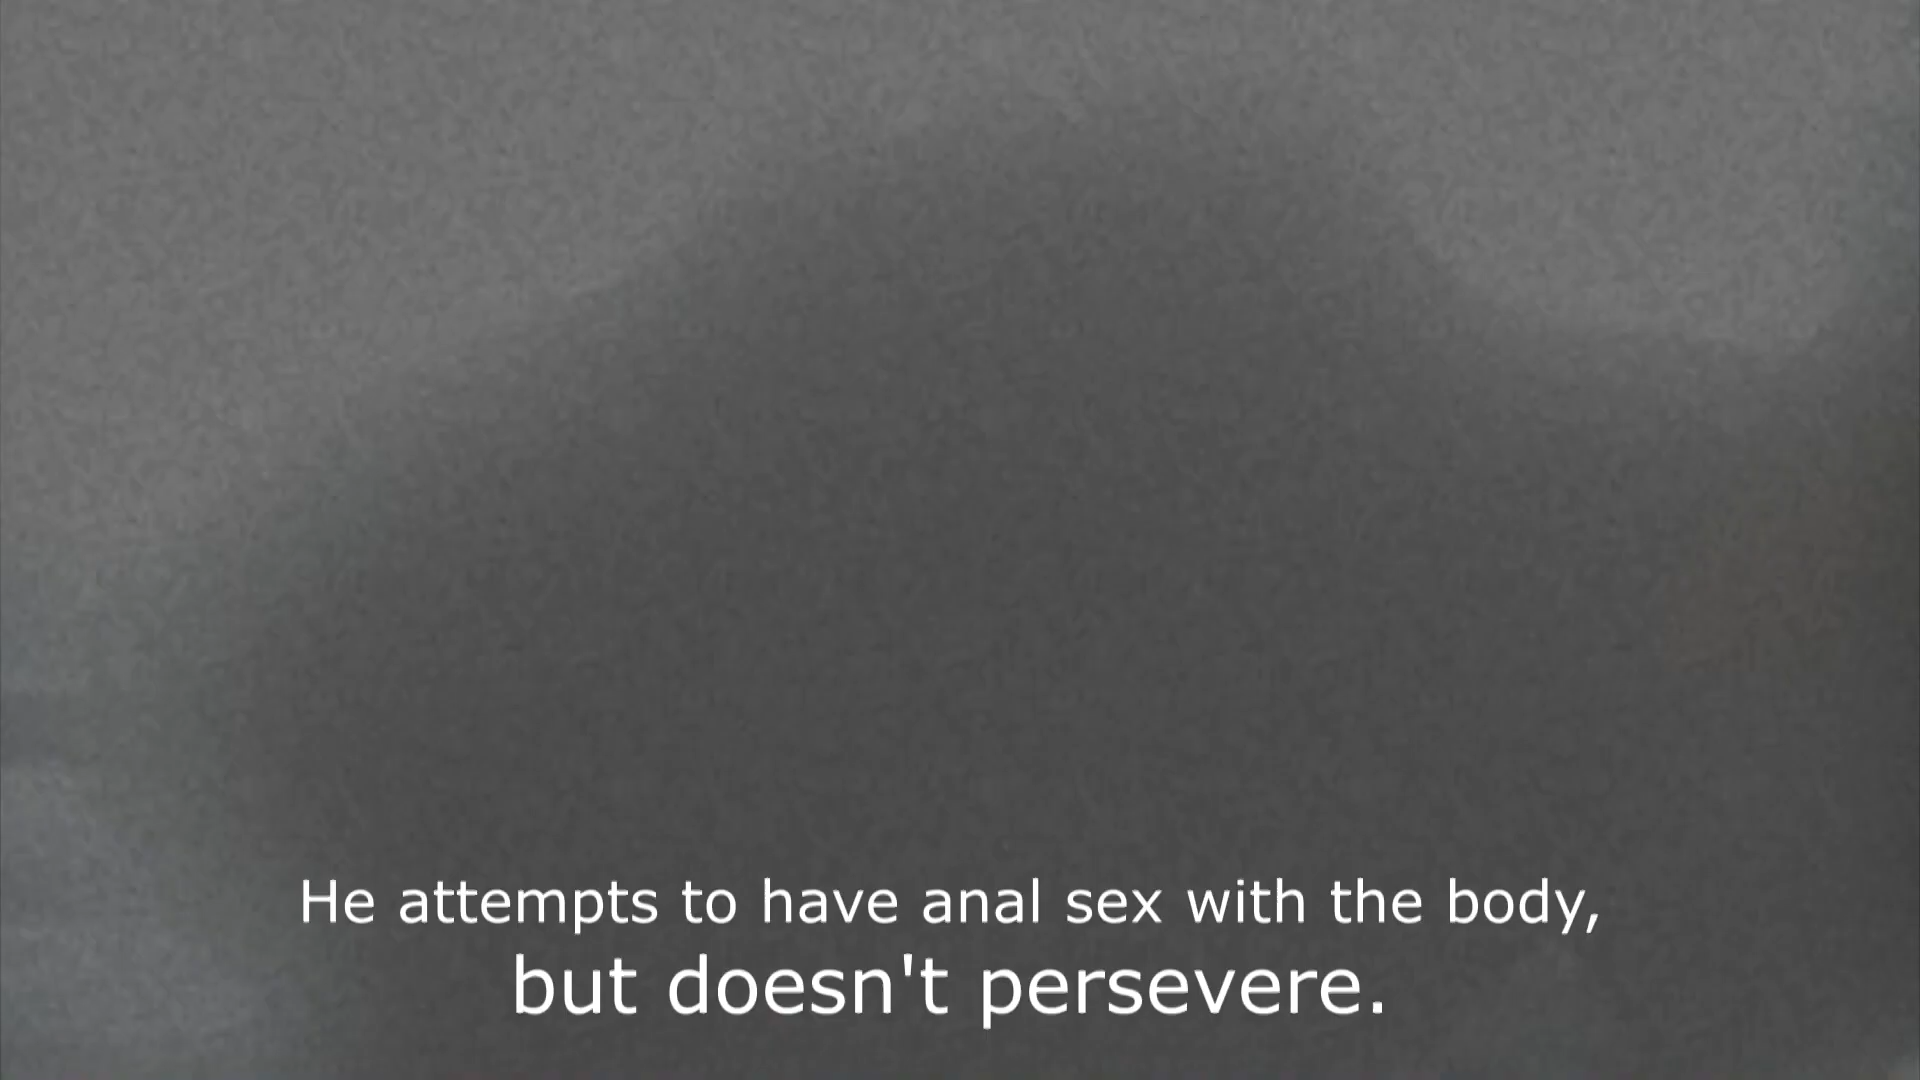 He attempts to have anal sex with the body,
but doesn't persevere.